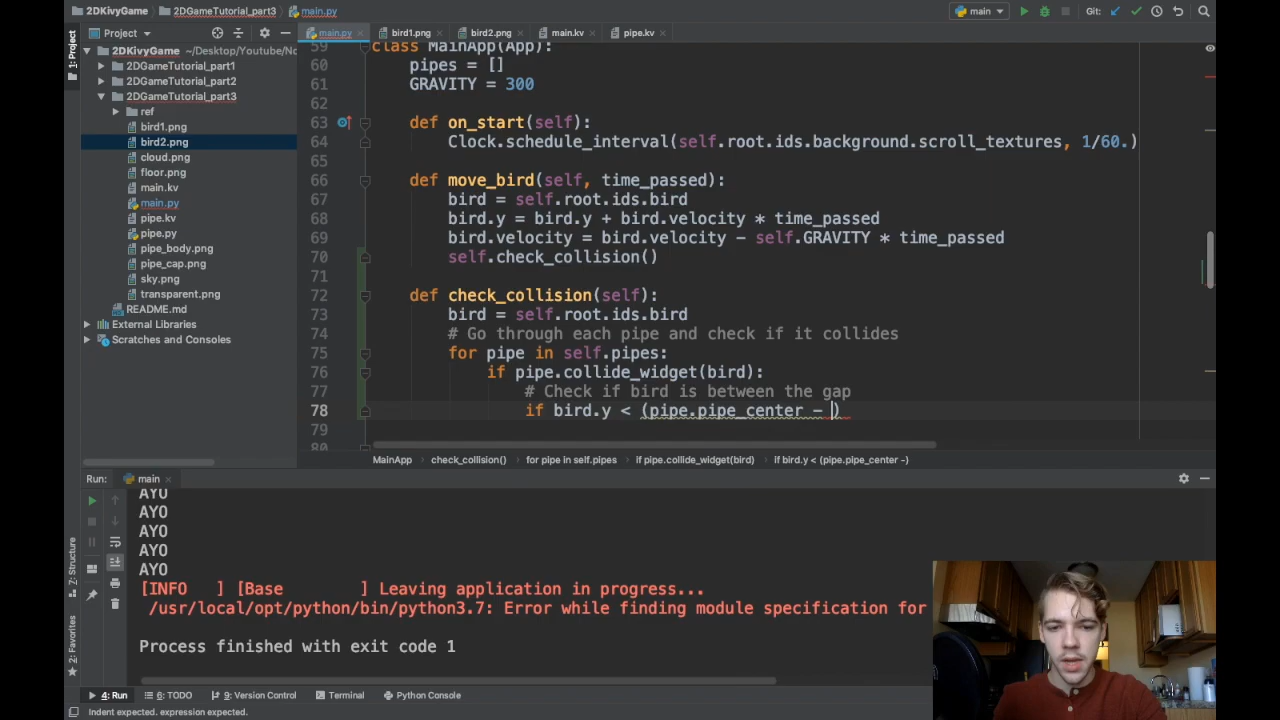 2DKivyGame
2DGameTutorial_part3
main.py
main
Git:
Project
main.py
bird1.png
bird2.png
main.kv
pipe.kv
1: Project
2DKivyGame ~/Desktop/Youtube/No
2DGameTutorial_part1
2DGameTutorial_part2
2DGameTutorial_part3
ref
bird1.png
bird2.png
cloud.png
floor.png
main.kv
main.py
pipe.kv
pipe.py
pipe_body.png
pipe_cap.png
sky.png
transparent.png
README.md
External Libraries
Scratches and Consoles
59 class MainApp(App):
60 pipes = []
61 GRAVITY = 300
62
63 def on_start(self):
64 Clock.schedule_interval(self.root.ids.background.scroll_textures, 1/60.)
65
66 def move_bird(self, time_passed):
67 bird = self.root.ids.bird
68 bird.y = bird.y + bird.velocity * time_passed
69 bird.velocity = bird.velocity - self.GRAVITY * time_passed
70 self.check_collision()
71
72 def check_collision(self):
73 bird = self.root.ids.bird
74 # Go through each pipe and check if it collides
75 for pipe in self.pipes:
76 if pipe.collide_widget(bird):
77 # Check if bird is between the gap
78 if bird.y < (pipe.pipe_center - )
79
80
MainApp
check_collision()
for pipe in self.pipes
if pipe.collide_widget(bird)
if bird.y < (pipe.pipe_center -)
Run:
main
AYO
AYO
AYO
AYO
AYO
[INFO ] [Base ] Leaving application in progress...
/usr/local/opt/python/bin/python3.7: Error while finding module specification for
Process finished with exit code 1
7: Structure
2: Favorites
4: Run
6: TODO
9: Version Control
Terminal
Python Console
Indent expected. expression expected.